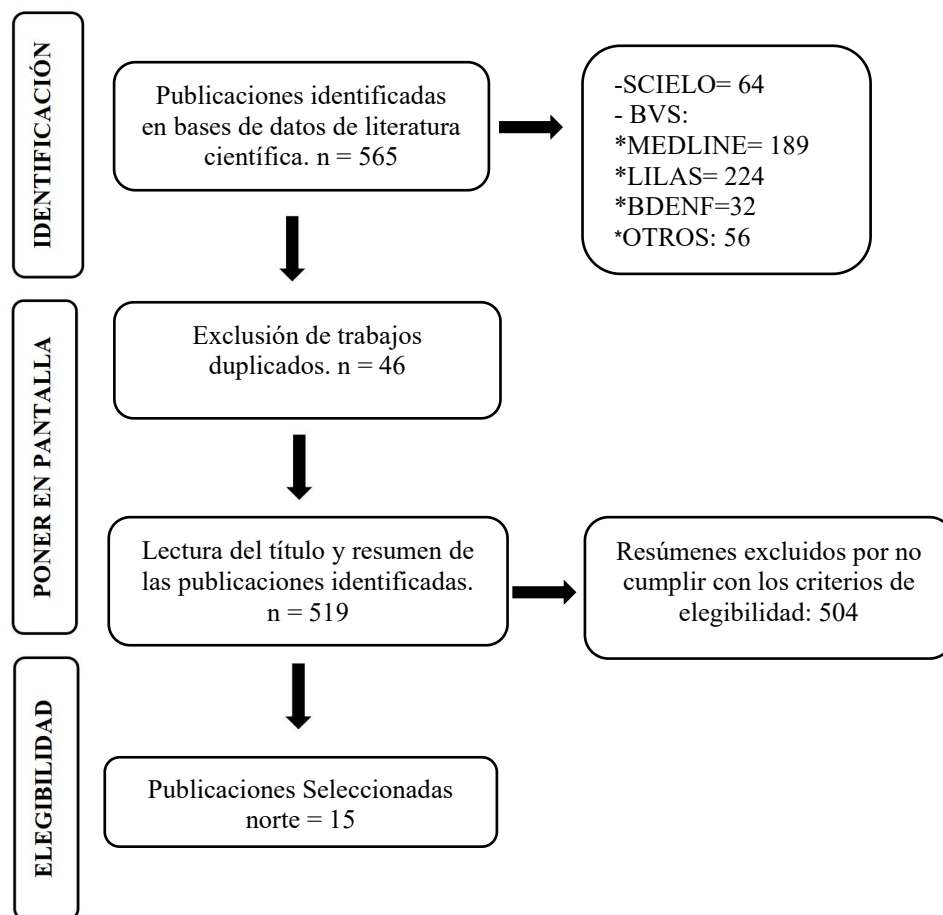 IDENTIFICACIÓN
Publicaciones identificadas
en bases de datos de literatura
científica. n = 565
-SCIELO= 64
- BVS:
*MEDLINE= 189
*LILAS= 224
*BDENF=32
*OTROS: 56
PONER EN PANTALLA
Exclusión de trabajos
duplicados. n = 46
Lectura del título y resumen de
las publicaciones identificadas.
n = 519
Resúmenes excluidos por no
cumplir con los criterios de
elegibilidad: 504
ELEGIBILIDAD
Publicaciones Seleccionadas
norte = 15